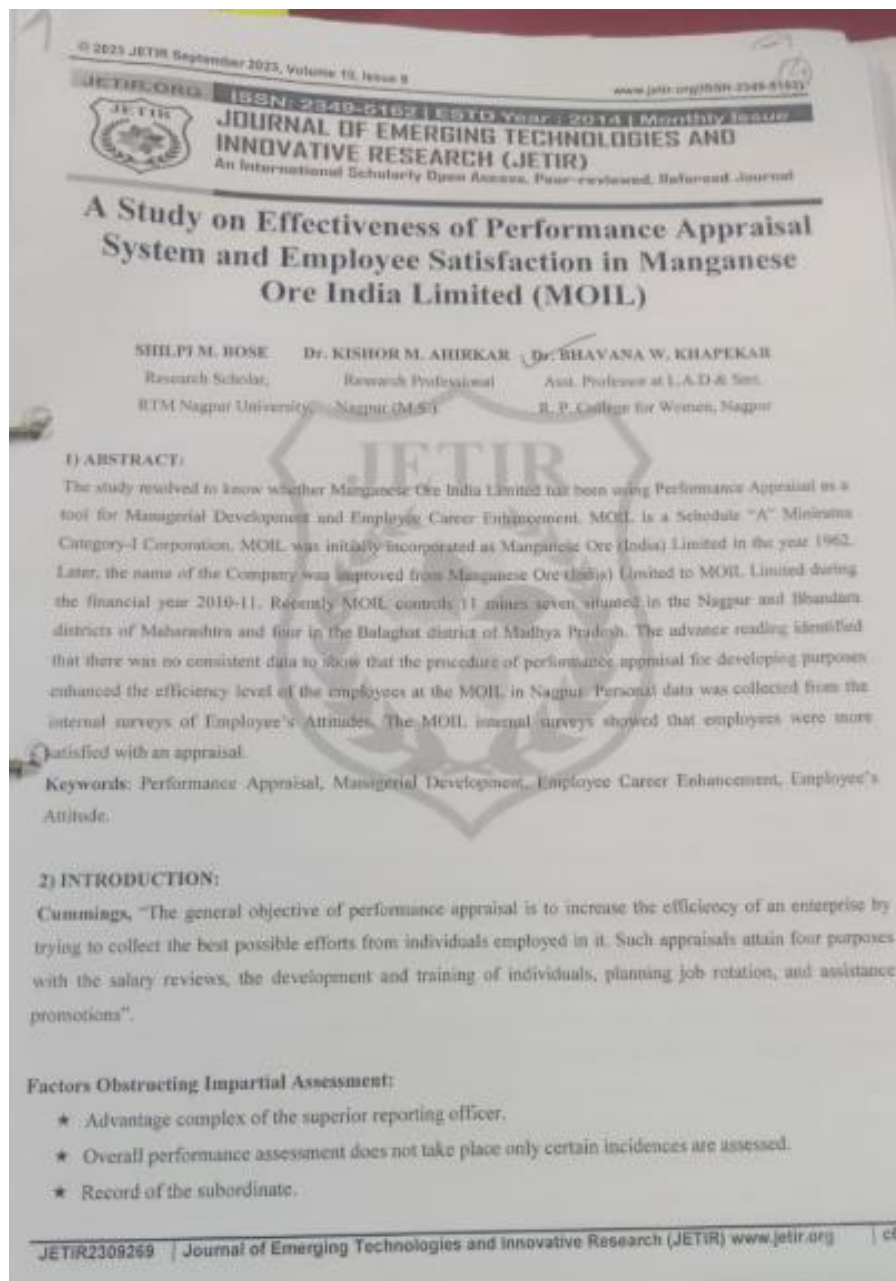 © 2023 JETIR September 2023, Volume 10, Issue 9
www.jetir.org(ISSN-2349-5162)
JETIR.ORG
ISSN: 2349-5162 | ESTD Year : 2014 | Monthly Issue
JETIR
JOURNAL OF EMERGING TECHNOLOGIES AND
INNOVATIVE RESEARCH (JETIR)
An International Scholarly Open Access, Peer-reviewed, Refereed Journal
A Study on Effectiveness of Performance Appraisal
System and Employee Satisfaction in Manganese
Ore India Limited (MOIL)
SHILPI M. BOSE Dr. KISHOR M. AHIRKAR Dr. BHAVANA W. KHAPEKAR
Research Scholar, Research Professional Asst. Professor at L.A.D & Smt.
RTM Nagpur University, Nagpur (M.S.) R. P. College for Women, Nagpur
JETIR
1) ABSTRACT:
The study resolved to know whether Manganese Ore India Limited has been using Performance Appraisal as a
tool for Managerial Development and Employee Career Enhancement. MOIL is a Schedule "A" Miniratna
Category-I Corporation. MOIL was initially incorporated as Manganese Ore (India) Limited in the year 1962.
Later, the name of the Company was improved from Manganese Ore (India) Limited to MOIL Limited during
the financial year 2010-11. Recently MOIL controls 11 mines seven situated in the Nagpur and Bhandara
districts of Maharashtra and four in the Balaghat district of Madhya Pradesh. The advance reading identified
that there was no consistent data to show that the procedure of performance appraisal for developing purposes
enhanced the efficiency level of the employees at the MOIL in Nagpur. Personal data was collected from the
internal surveys of Employee's Attitudes. The MOIL internal surveys showed that employees were more
satisfied with an appraisal.
Keywords: Performance Appraisal, Managerial Development, Employee Career Enhancement, Employee's
Attitude.
2) INTRODUCTION:
Cummings, "The general objective of performance appraisal is to increase the efficiency of an enterprise by
trying to collect the best possible efforts from individuals employed in it. Such appraisals attain four purposes
with the salary reviews, the development and training of individuals, planning job rotation, and assistance
promotions".
Factors Obstructing Impartial Assessment:
★ Advantage complex of the superior reporting officer.
★ Overall performance assessment does not take place only certain incidences are assessed.
★ Record of the subordinate.
JETIR2309269 | Journal of Emerging Technologies and Innovative Research (JETIR) www.jetir.org |